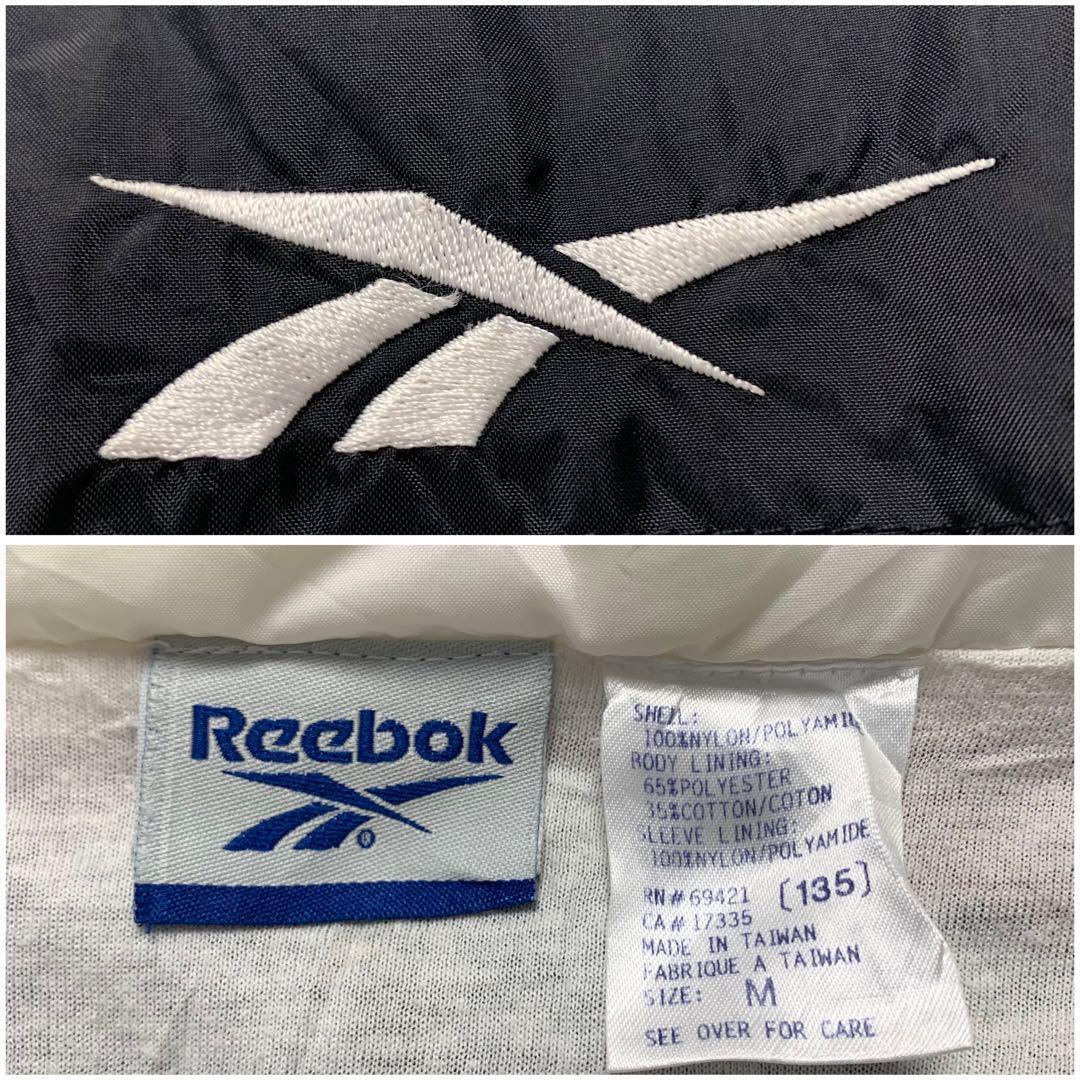 Reebok
®
SHELL:
100%NYLON/POLYAMID
BODY LINING:
65%POLYESTER
35%COTTON/COTON
SLEEVE LINING:
100%NYLON/POLYAMIDE
RN# 69421 [135]
CA# 17335
MADE IN TAIWAN
FABRIQUE A TAIWAN
SIZE: M
SEE OVER FOR CARE